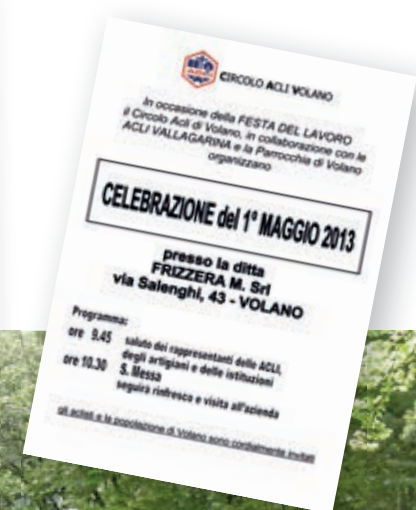 CIRCOLO ACLI VOLANO
In occasione della FESTA DEL LAVORO
il Circolo Acli di Volano, in collaborazione con le
ACLI VALLAGARINA e la Parrocchia di Volano
organizzano
CELEBRAZIONE del 1° MAGGIO 2013
presso la ditta
FRIZZERA M. Srl
via Salenghi, 43 - VOLANO
Programma:
ore 9.45 saluto dei rappresentanti delle ACLI,
degli artigiani e delle istituzioni
ore 10.30 S. Messa
seguirà rinfresco e visita all'azienda
gli aclisti e la popolazione di Volano sono cordialmente invitati